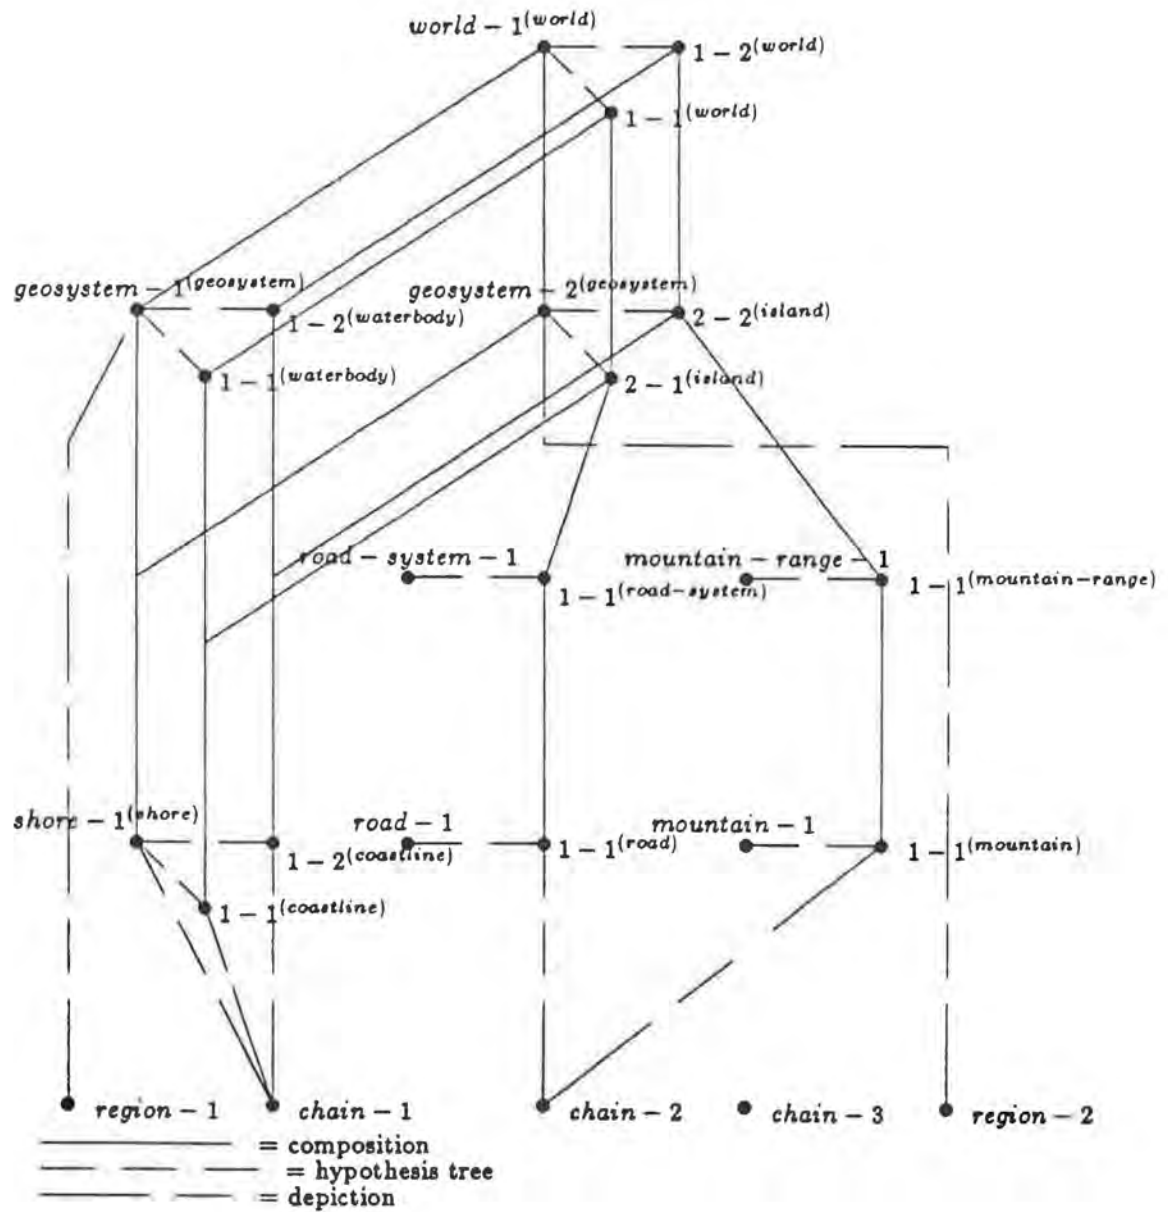 world − 1(world)
1 − 2(world)
1 − 1(world)
geosystem − 1(geosystem)
geosystem − 2(geosystem)
1 − 2(waterbody)
2 − 2(island)
1 − 1(waterbody)
2 − 1(island)
road − system − 1
mountain − range − 1
1 − 1(road−system)
1 − 1(mountain−range)
shore − 1(shore)
road − 1
mountain − 1
1 − 2(coastline)
1 − 1(road)
1 − 1(mountain)
1 − 1(coastline)
region − 1
chain − 1
chain − 2
chain − 3
region − 2
= composition
= hypothesis tree
= depiction